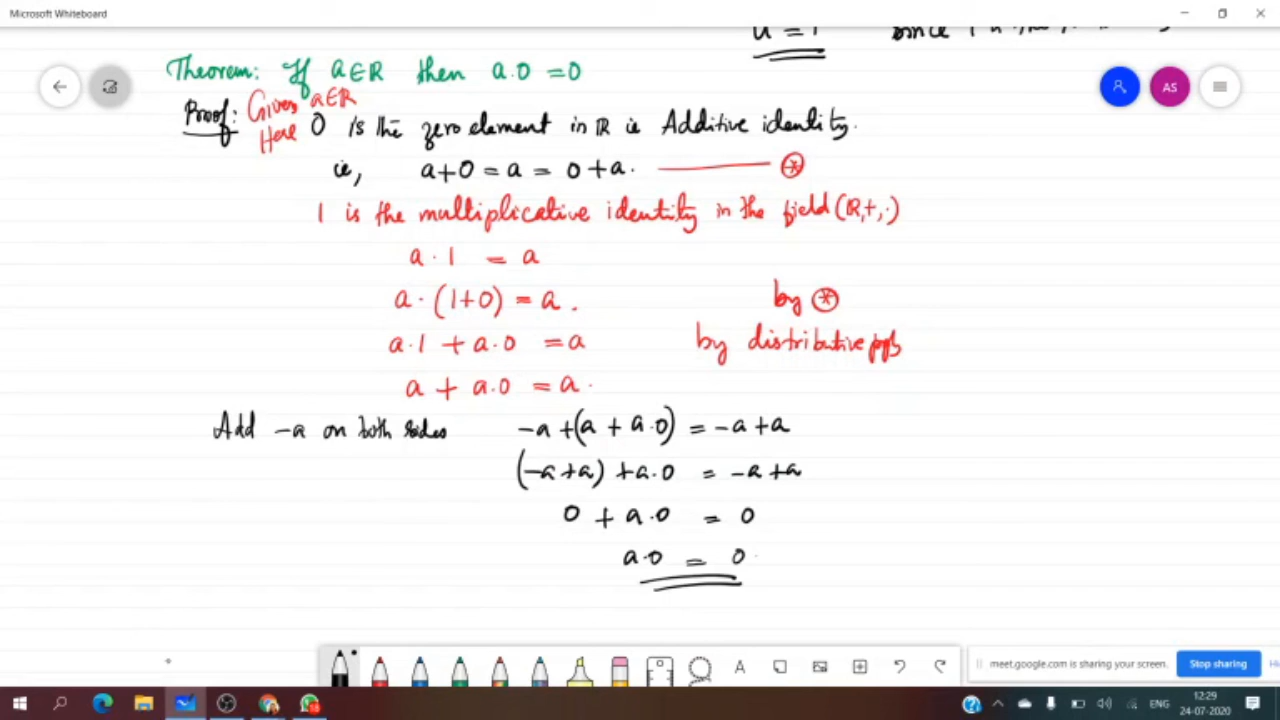 Microsoft Whiteboard
Theorem: If a∈R then a.0 = 0
AS
Proof: Given a∈R
Here 0 is the zero element in R ie Additive identity.
ie, a+0 = a = 0+a. ⊛
1 is the multiplicative identity in the field (R,+,.)
a.1 = a
a.(1+0) = a. by ⊛
a.1 + a.0 = a by distributive
a + a.0 = a.
Add -a on both sides -a+(a + a.0) = -a+a
(-a+a) + a.0 = -a+a
0 + a.0 = 0
a.0 = 0
A
meet.google.com is sharing your screen.
Stop sharing
ENG
12:29
24-07-2020